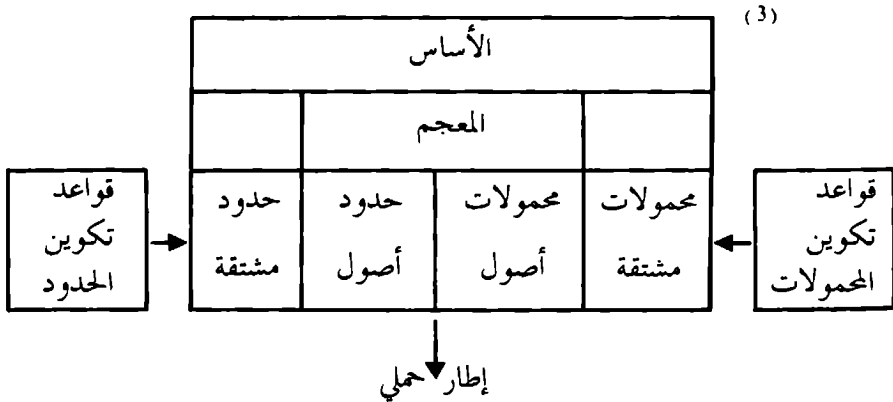 (3)
الأساس
المعجم
قواعد
تكوين
المحمولات
محمولات
مشتقة
محمولات
أصول
حدود
أصول
حدود
مشتقة
قواعد
تكوين
الحدود
إطار حملي